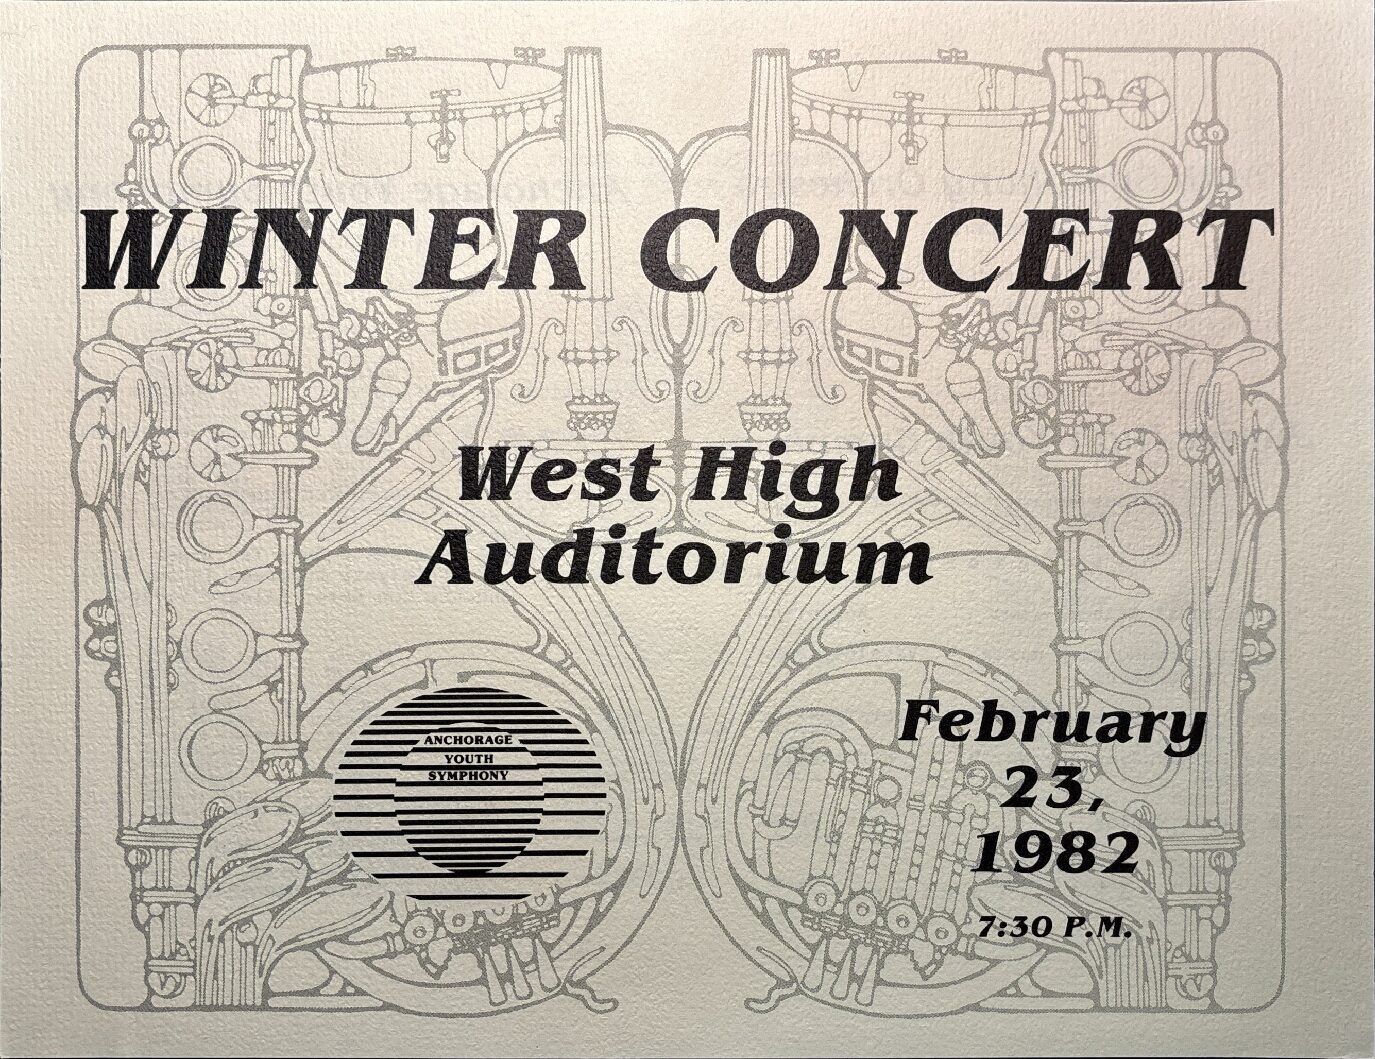 WINTER CONCERT
West High
Auditorium
ANCHORAGE
YOUTH
SYMPHONY
February
23,
1982
7:30 P.M.